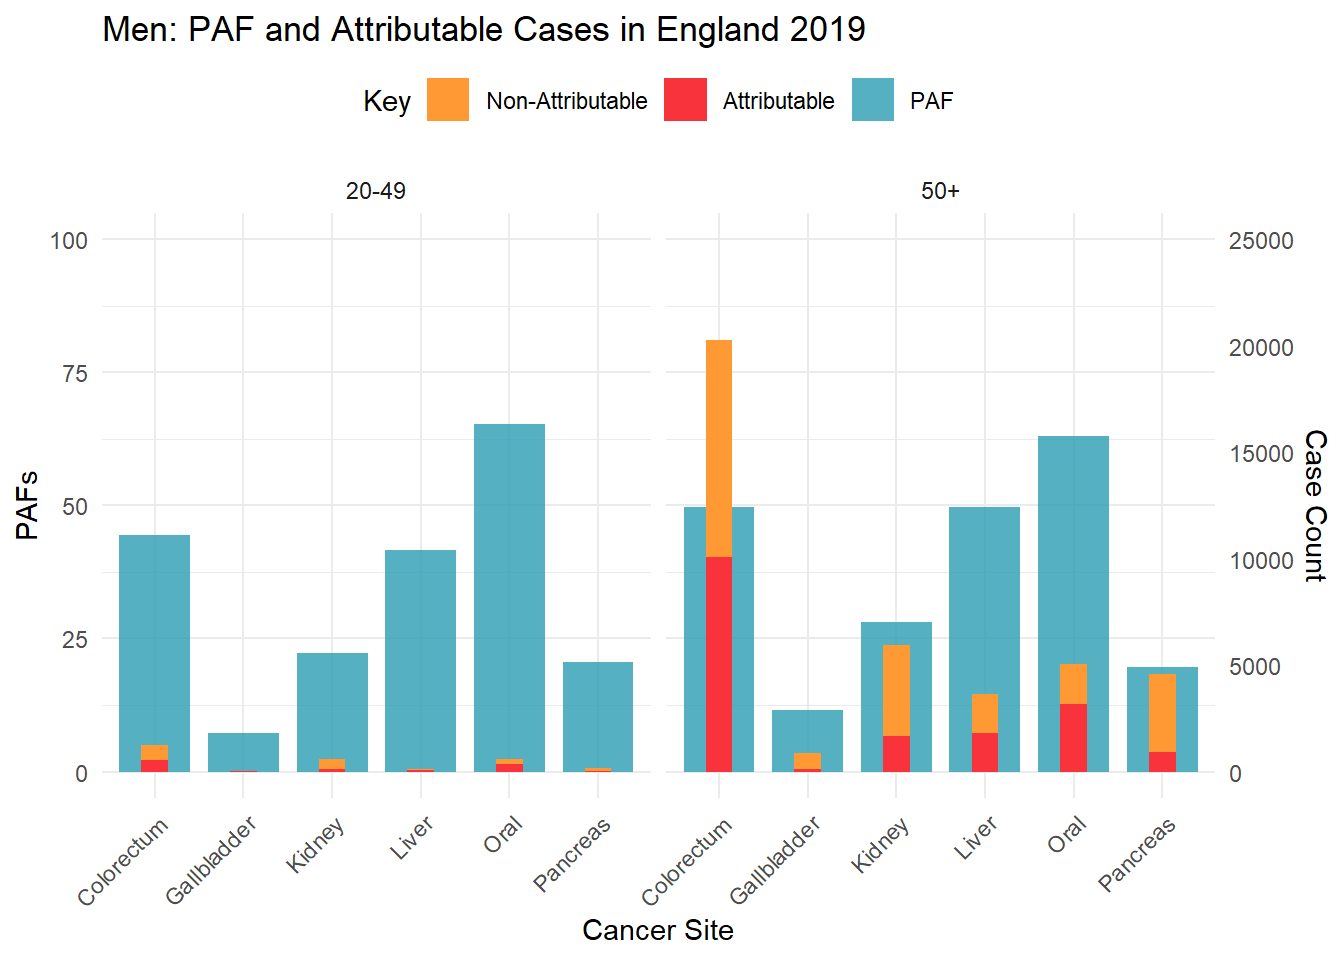 Men: PAF and Attributable Cases in England 2019
Key Non-Attributable Attributable PAF
20-49 50+
100 25000
20000
75
15000
50
10000
25
5000
0 0
PAFs
Case Count
Colorectum Gallbladder Kidney Liver Oral Pancreas Colorectum Gallbladder Kidney Liver Oral Pancreas
Cancer Site